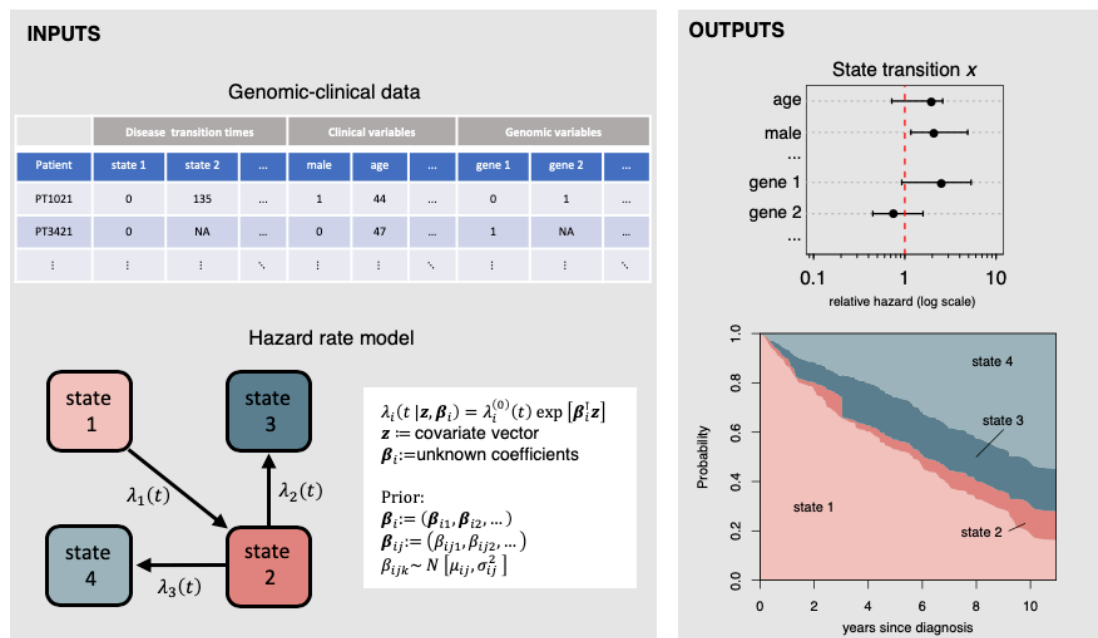 INPUTS
Genomic-clinical data
Disease transition times Clinical variables Genomic variables
Patient state 1 state 2 ... male age ... gene 1 gene 2 ...
PT1021 0 135 ... 1 44 ... 0 1 ...
PT3421 0 NA ... 0 47 ... 1 NA ...
⋮ ⋮ ⋮ ⋱ ⋮ ⋮ ⋱ ⋮ ⋮ ⋱
Hazard rate model
state
1
state
3
λ₁(t)
λ₂(t)
state
4
λ₃(t)
state
2
λᵢ(t |z, βᵢ) = λᵢ⁽⁰⁾(t) exp [βᵢᵀz]
z := covariate vector
βᵢ:=unknown coefficients
Prior:
βᵢ:= (βᵢ₁, βᵢ₂, … )
βᵢⱼ:= (βᵢⱼ₁, βᵢⱼ₂, … )
βᵢⱼₖ~ N [μᵢⱼ, σ²ᵢⱼ ]
OUTPUTS
State transition x
age
male
...
gene 1
gene 2
...
0.1 1 10
relative hazard (log scale)
Probability
1.0
0.8
0.6
0.4
0.2
0.0
state 4
state 3
state 1
state 2
0 2 4 6 8 10
years since diagnosis